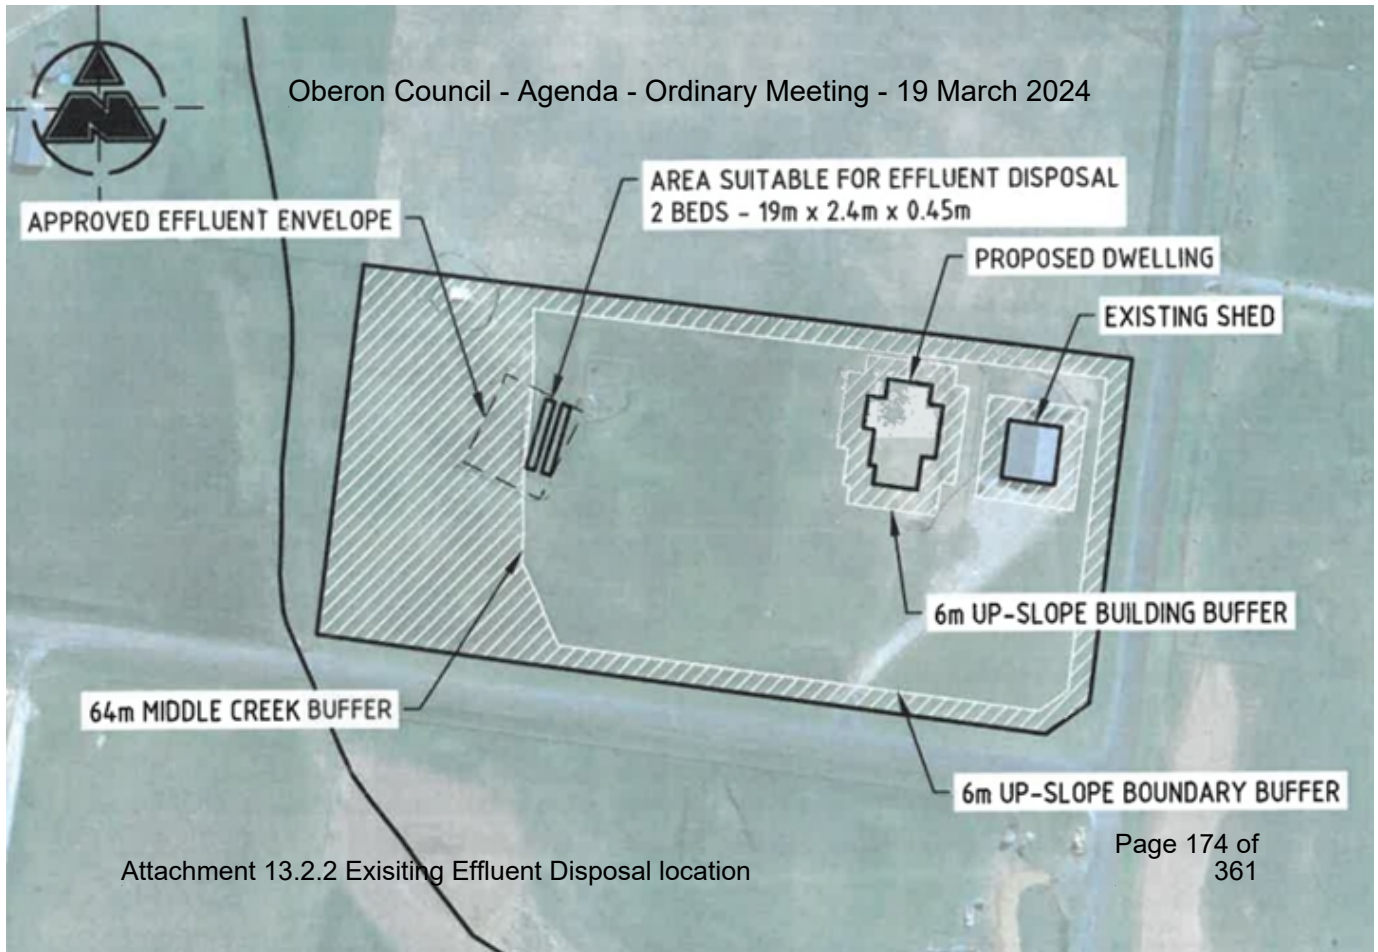 N
Oberon Council - Agenda - Ordinary Meeting - 19 March 2024
AREA SUITABLE FOR EFFLUENT DISPOSAL
2 BEDS - 19m x 2.4m x 0.45m
APPROVED EFFLUENT ENVELOPE
PROPOSED DWELLING
EXISTING SHED
6m UP-SLOPE BUILDING BUFFER
64m MIDDLE CREEK BUFFER
6m UP-SLOPE BOUNDARY BUFFER
Attachment 13.2.2 Exisiting Effluent Disposal location
Page 174 of
361